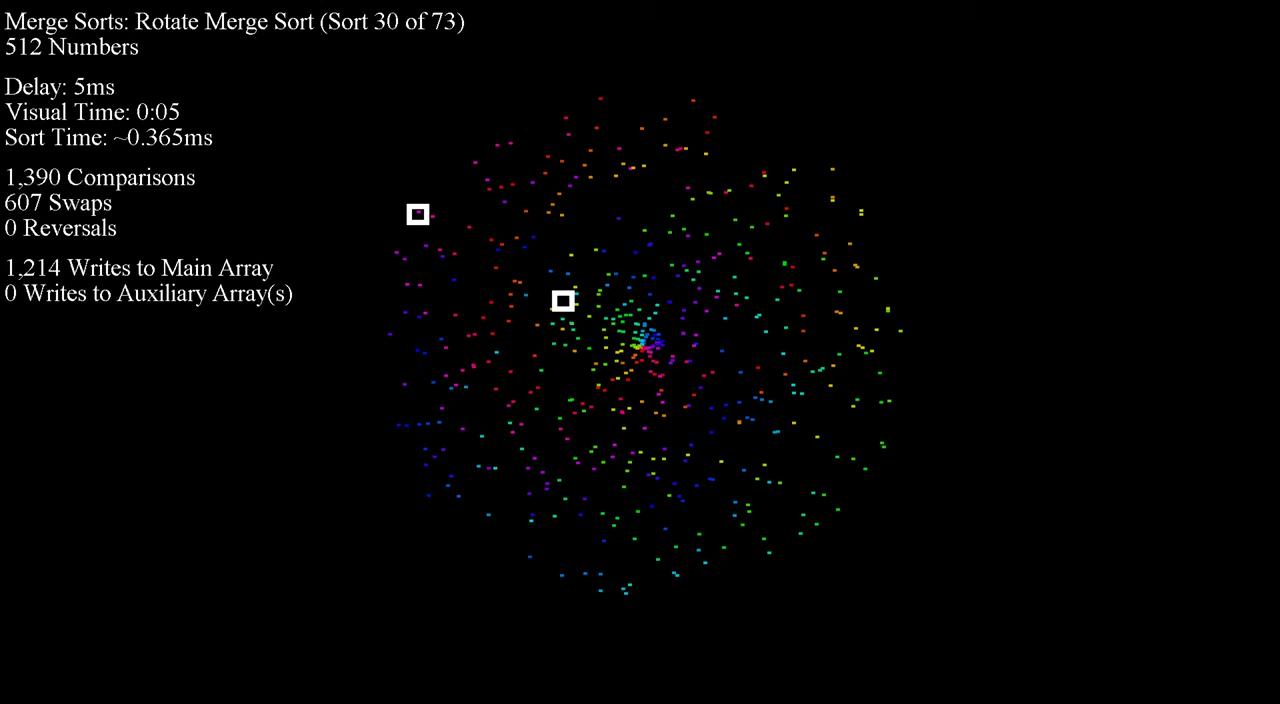 Merge Sorts: Rotate Merge Sort (Sort 30 of 73)
512 Numbers
Delay: 5ms
Visual Time: 0:05
Sort Time: ~0.365ms
1,390 Comparisons
607 Swaps
0 Reversals
1,214 Writes to Main Array
0 Writes to Auxiliary Array(s)